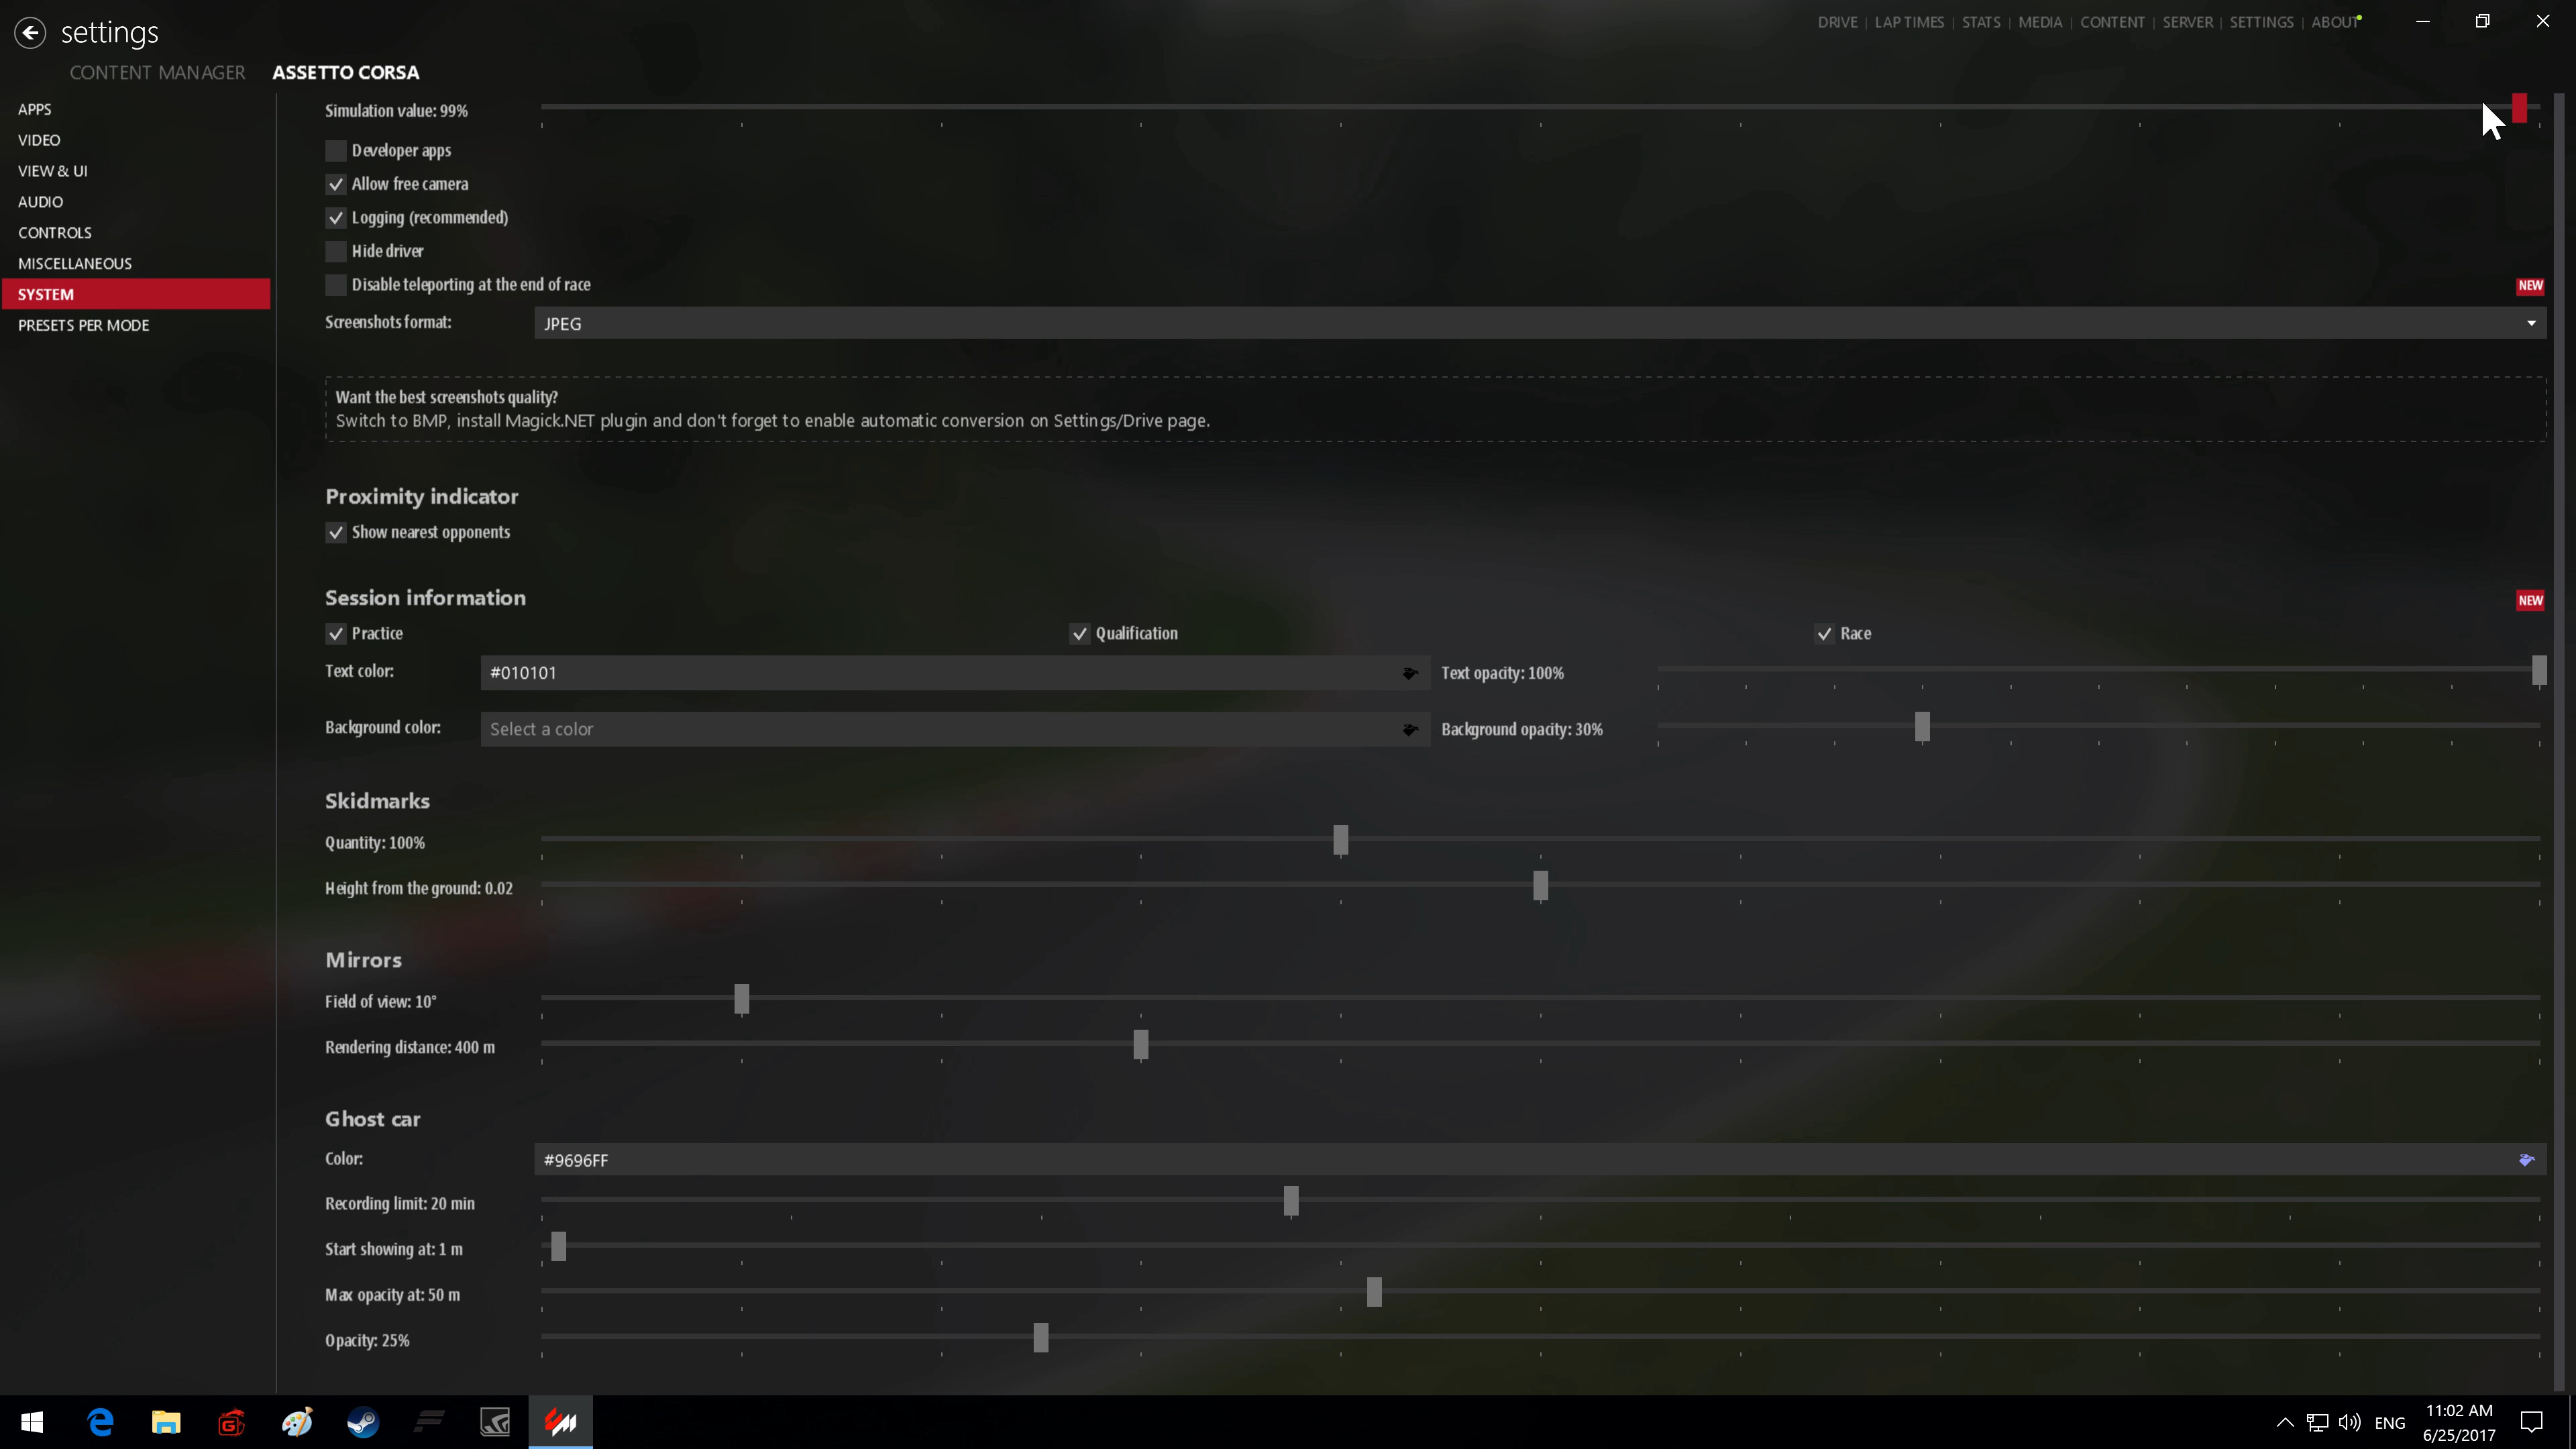 settings
DRIVE | LAP TIMES | STATS | MEDIA | CONTENT | SERVER | SETTINGS | ABOUT
CONTENT MANAGER ASSETTO CORSA
APPS
VIDEO
VIEW & UI
AUDIO
CONTROLS
MISCELLANEOUS
SYSTEM
PRESETS PER MODE
Simulation value: 99%
Developer apps
Allow free camera
Logging (recommended)
Hide driver
Disable teleporting at the end of race NEW
Screenshots format: JPEG
Want the best screenshots quality?
Switch to BMP, install Magick.NET plugin and don't forget to enable automatic conversion on Settings/Drive page.
Proximity indicator
Show nearest opponents
Session information NEW
Practice Qualification Race
Text color: #010101 Text opacity: 100%
Background color: Select a color Background opacity: 30%
Skidmarks
Quantity: 100%
Height from the ground: 0.02
Mirrors
Field of view: 10°
Rendering distance: 400 m
Ghost car
Color: #9696FF
Recording limit: 20 min
Start showing at: 1 m
Max opacity at: 50 m
Opacity: 25%
ENG
11:02 AM
6/25/2017